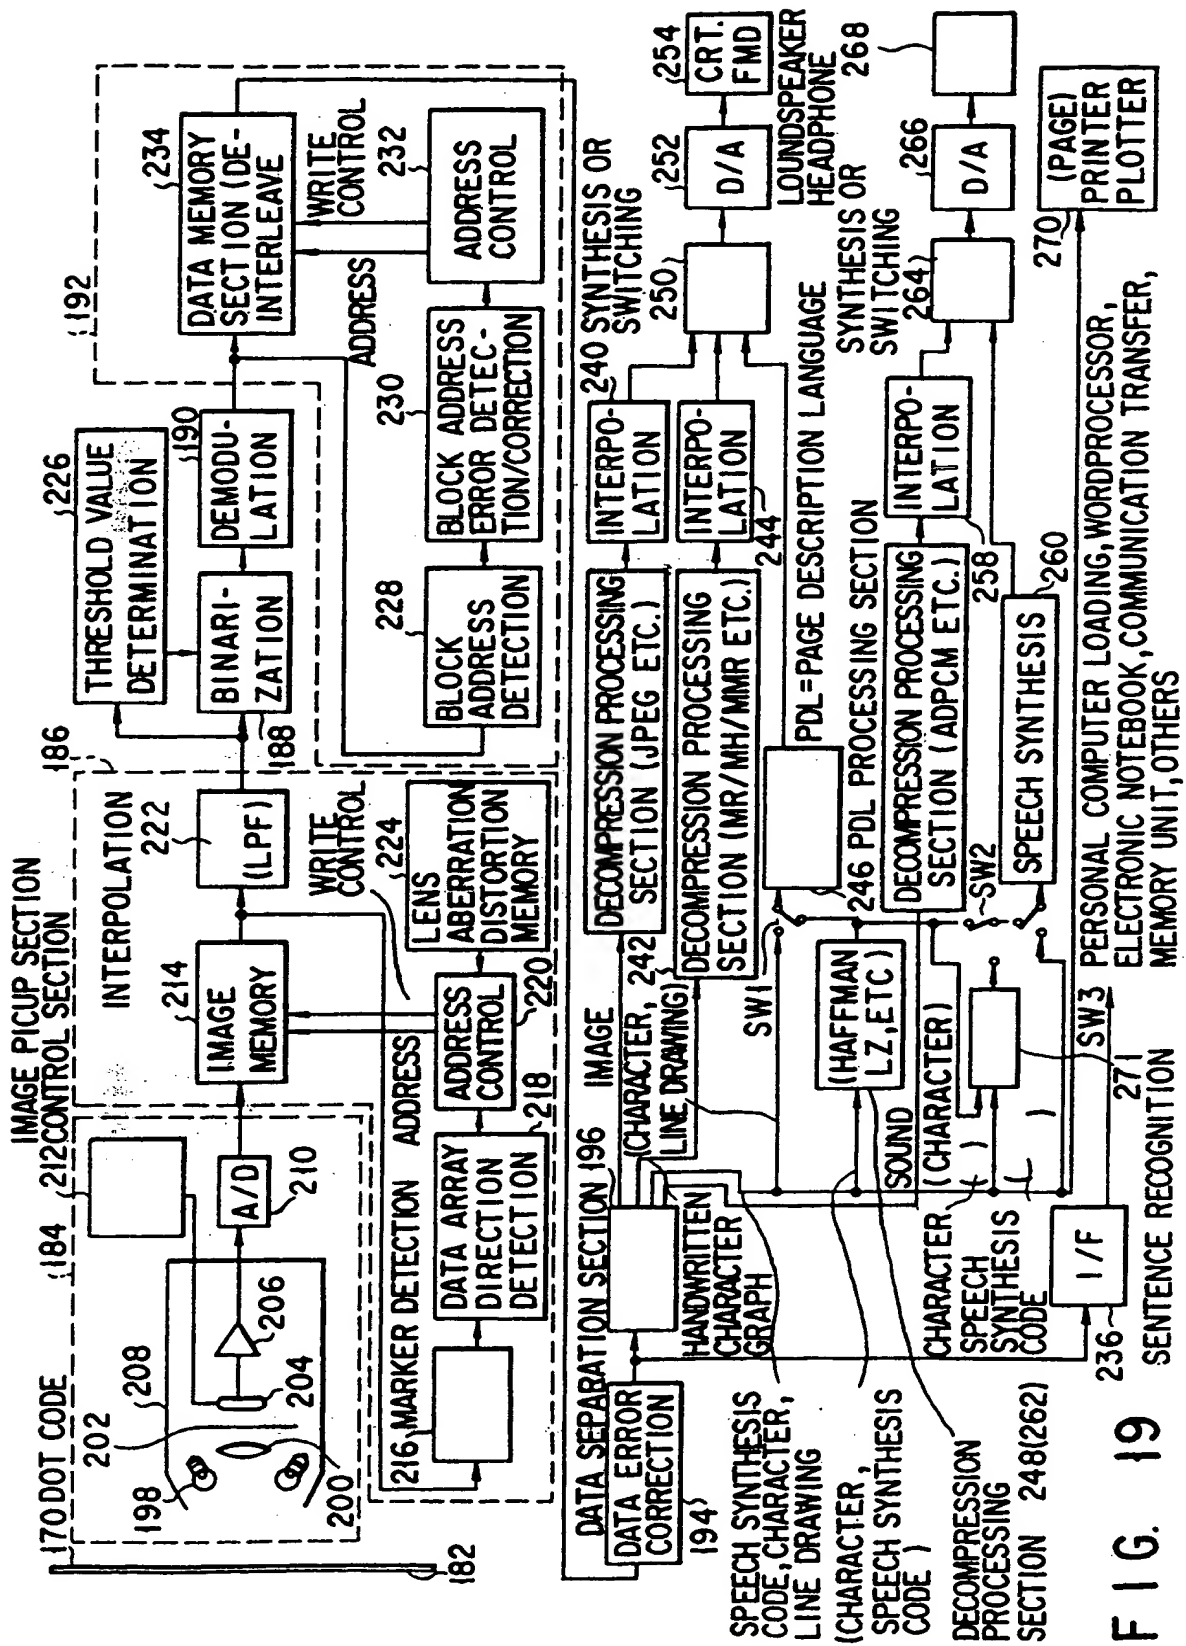 170 DOT CODE
182
184
198
200
202
204
206
208
A/D
210
212
IMAGE PICUP SECTION
CONTROL SECTION
186
INTERPOLATION
214
IMAGE
MEMORY
222
(LPF)
WRITE
CONTROL
ADDRESS
216 MARKER DETECTION
DATA ARRAY
DIRECTION
DETECTION
218
ADDRESS
CONTROL
220
224
LENS
ABERRATION
DISTORTION
MEMORY
226
THRESHOLD VALUE
DETERMINATION
BINARI-
ZATION
188
DEMODU-
LATION
190
192
234
DATA MEMORY
SECTION (DE-
INTERLEAVE
ADDRESS
WRITE
CONTROL
228
BLOCK
ADDRESS
DETECTION
230
BLOCK ADDRESS
ERROR DETEC-
TION/CORRECTION
232
ADDRESS
CONTROL
DATA ERROR
CORRECTION
194
DATA SEPARATION SECTION 196
IMAGE
(CHARACTER,
LINE DRAWING)
242
HANDWRITTEN
CHARACTER
GRAPH
DECOMPRESSION PROCESSING
SECTION (JPEG ETC.)
DECOMPRESSION PROCESSING
SECTION (MR/MH/MMR ETC.)
INTERPO-
LATION
240
INTERPO-
LATION
244
SYNTHESIS OR
SWITCHING
250
252
D/A
254
CRT.
FMD
PDL=PAGE DESCRIPTION LANGUAGE
246 PDL PROCESSING SECTION
SW1
(HAFFMAN
LZ,ETC)
SOUND
DECOMPRESSION PROCESSING
SECTION (ADPCM ETC.)
INTERPO-
LATION
258
SYNTHESIS OR
SWITCHING
264
266
D/A
LOUNDSPEAKER
HEADPHONE
268
SW2
SPEECH SYNTHESIS
260
(CHARACTER)
( )
( )
CHARACTER
SPEECH
SYNTHESIS
CODE
271
SENTENCE RECOGNITION
SW3
270
(PAGE)
PRINTER
PLOTTER
I/F
236
PERSONAL COMPUTER LOADING,WORDPROCESSOR,
ELECTRONIC NOTEBOOK,COMMUNICATION TRANSFER,
MEMORY UNIT,OTHERS
SPEECH SYNTHESIS
CODE,CHARACTER,
LINE DRAWING
(CHARACTER,
SPEECH SYNTHESIS
CODE)
DECOMPRESSION
PROCESSING
SECTION 248(262)
FIG. 19